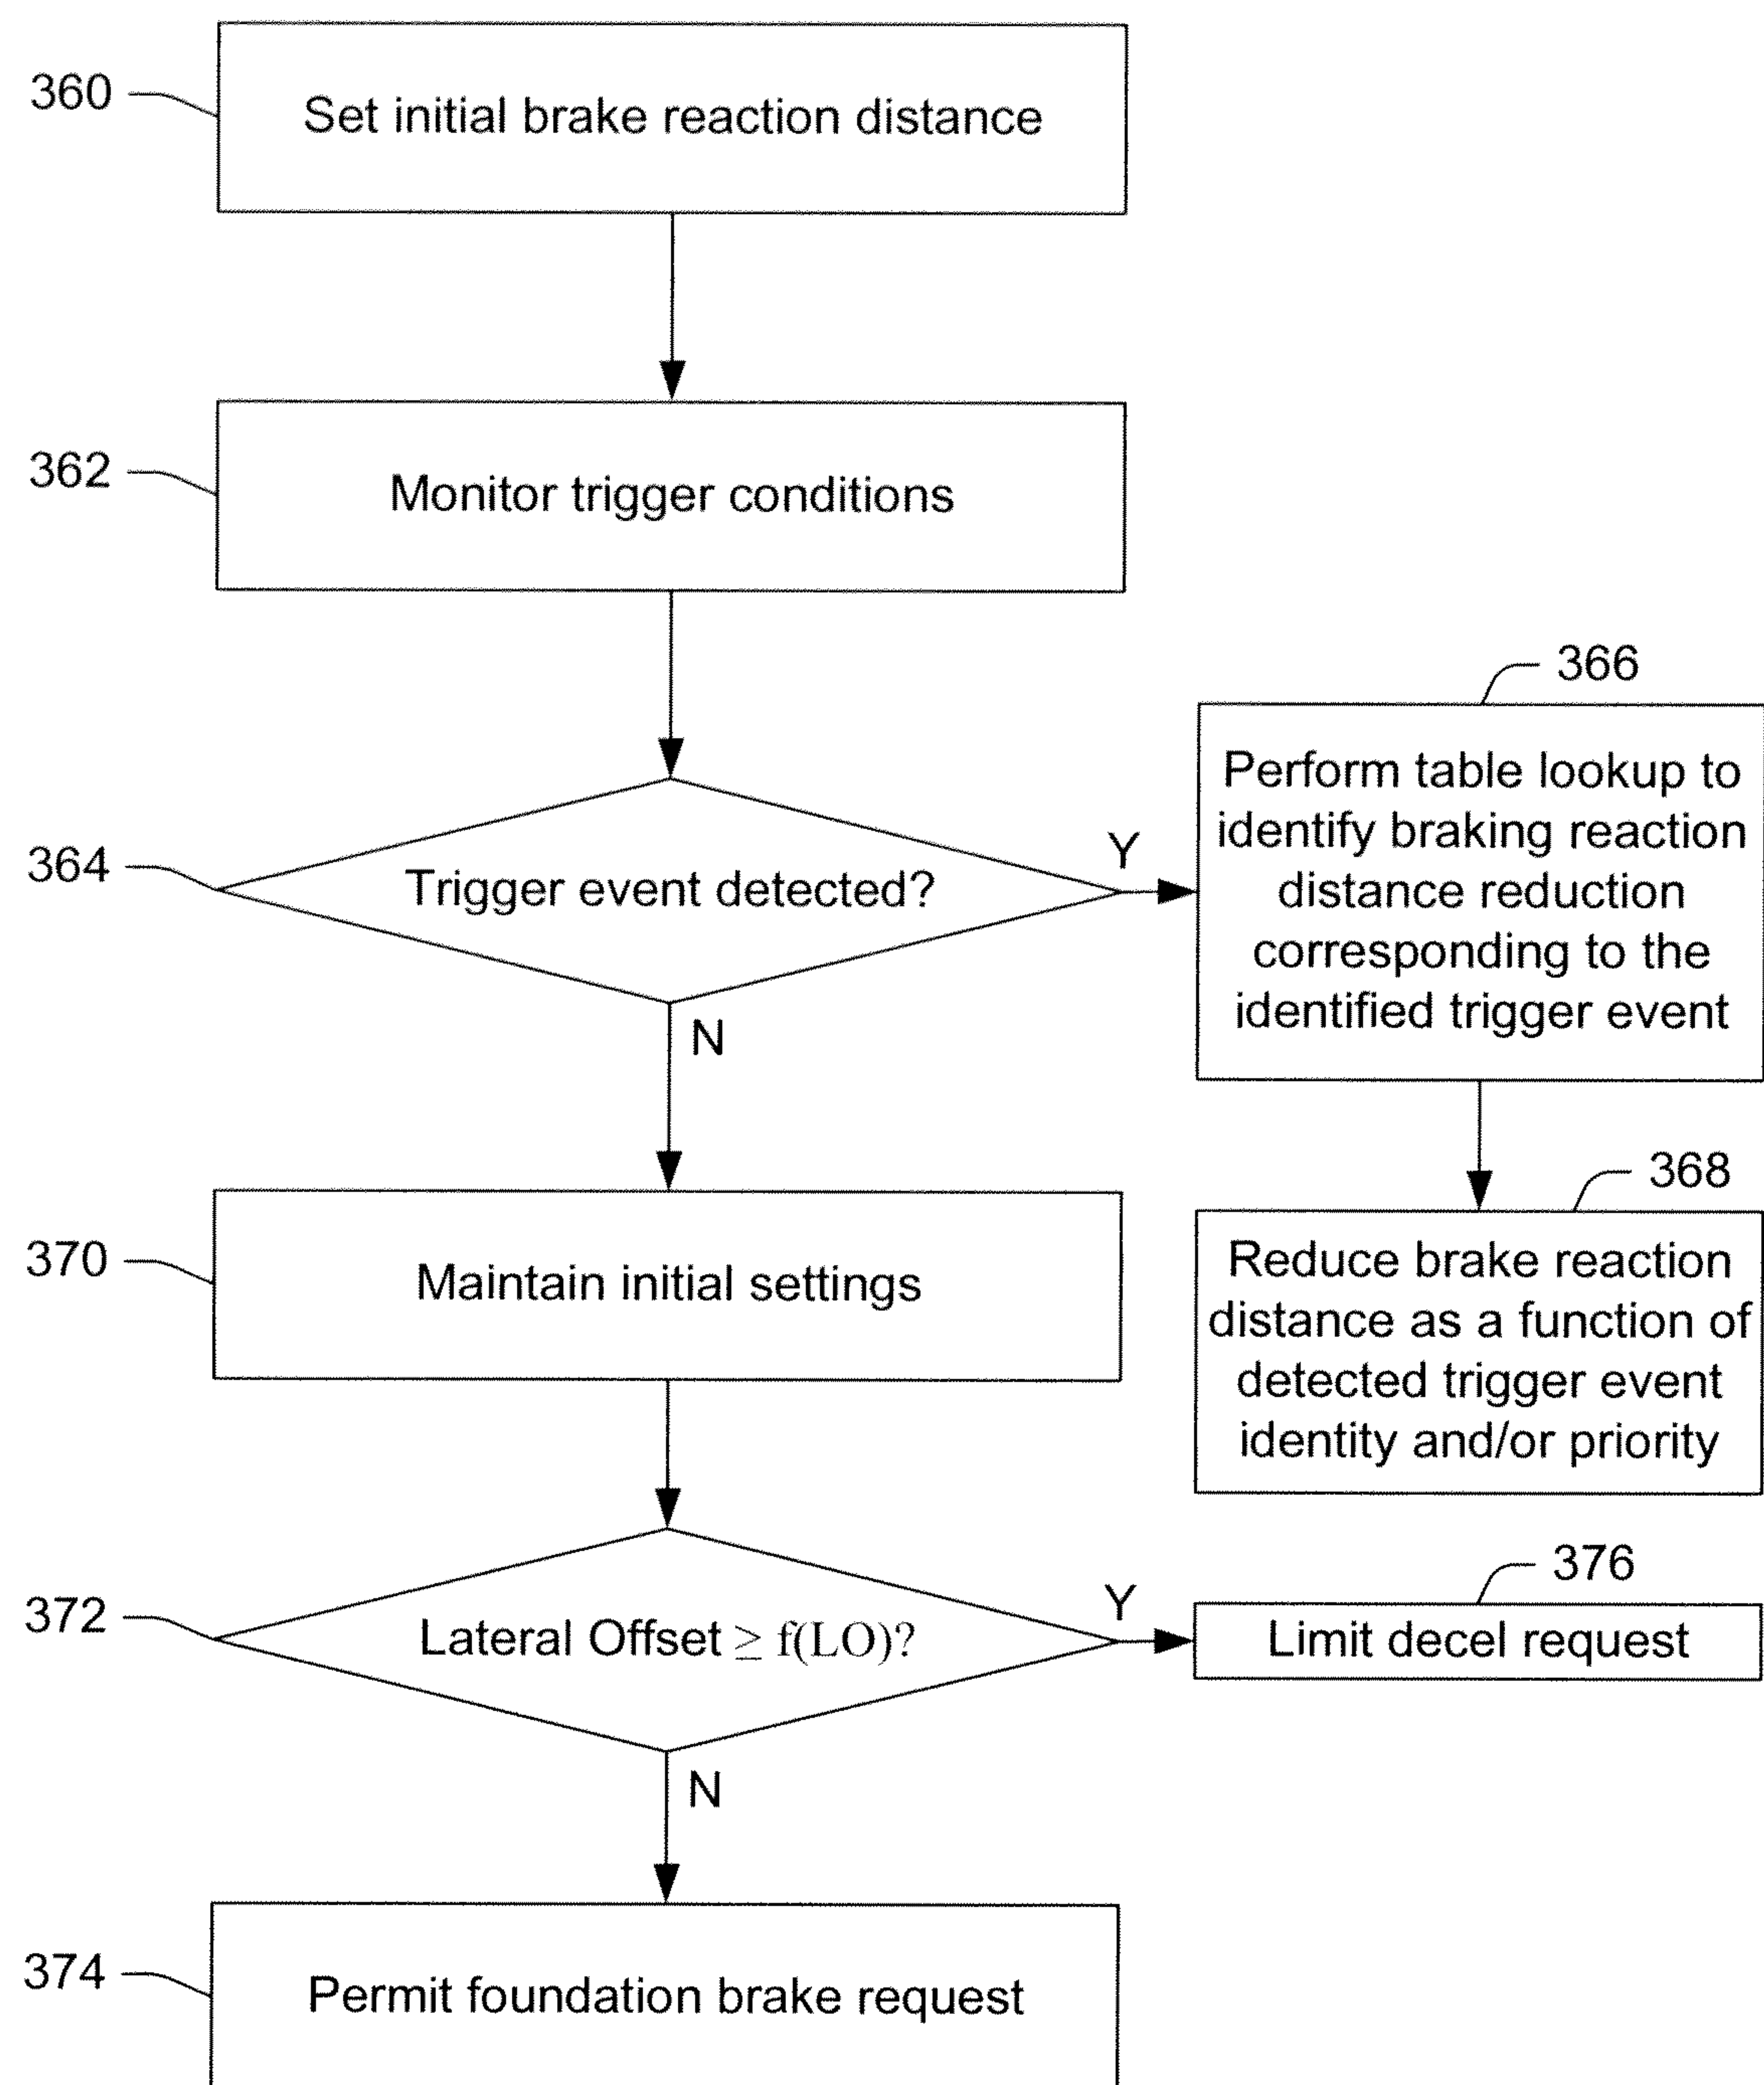 360
Set initial brake reaction distance
362
Monitor trigger conditions
364
Trigger event detected?
Y
N
366
Perform table lookup to
identify braking reaction
distance reduction
corresponding to the
identified trigger event
368
Reduce brake reaction
distance as a function of
detected trigger event
identity and/or priority
370
Maintain initial settings
372
Lateral Offset ≥ f(LO)?
Y
N
376
Limit decel request
374
Permit foundation brake request